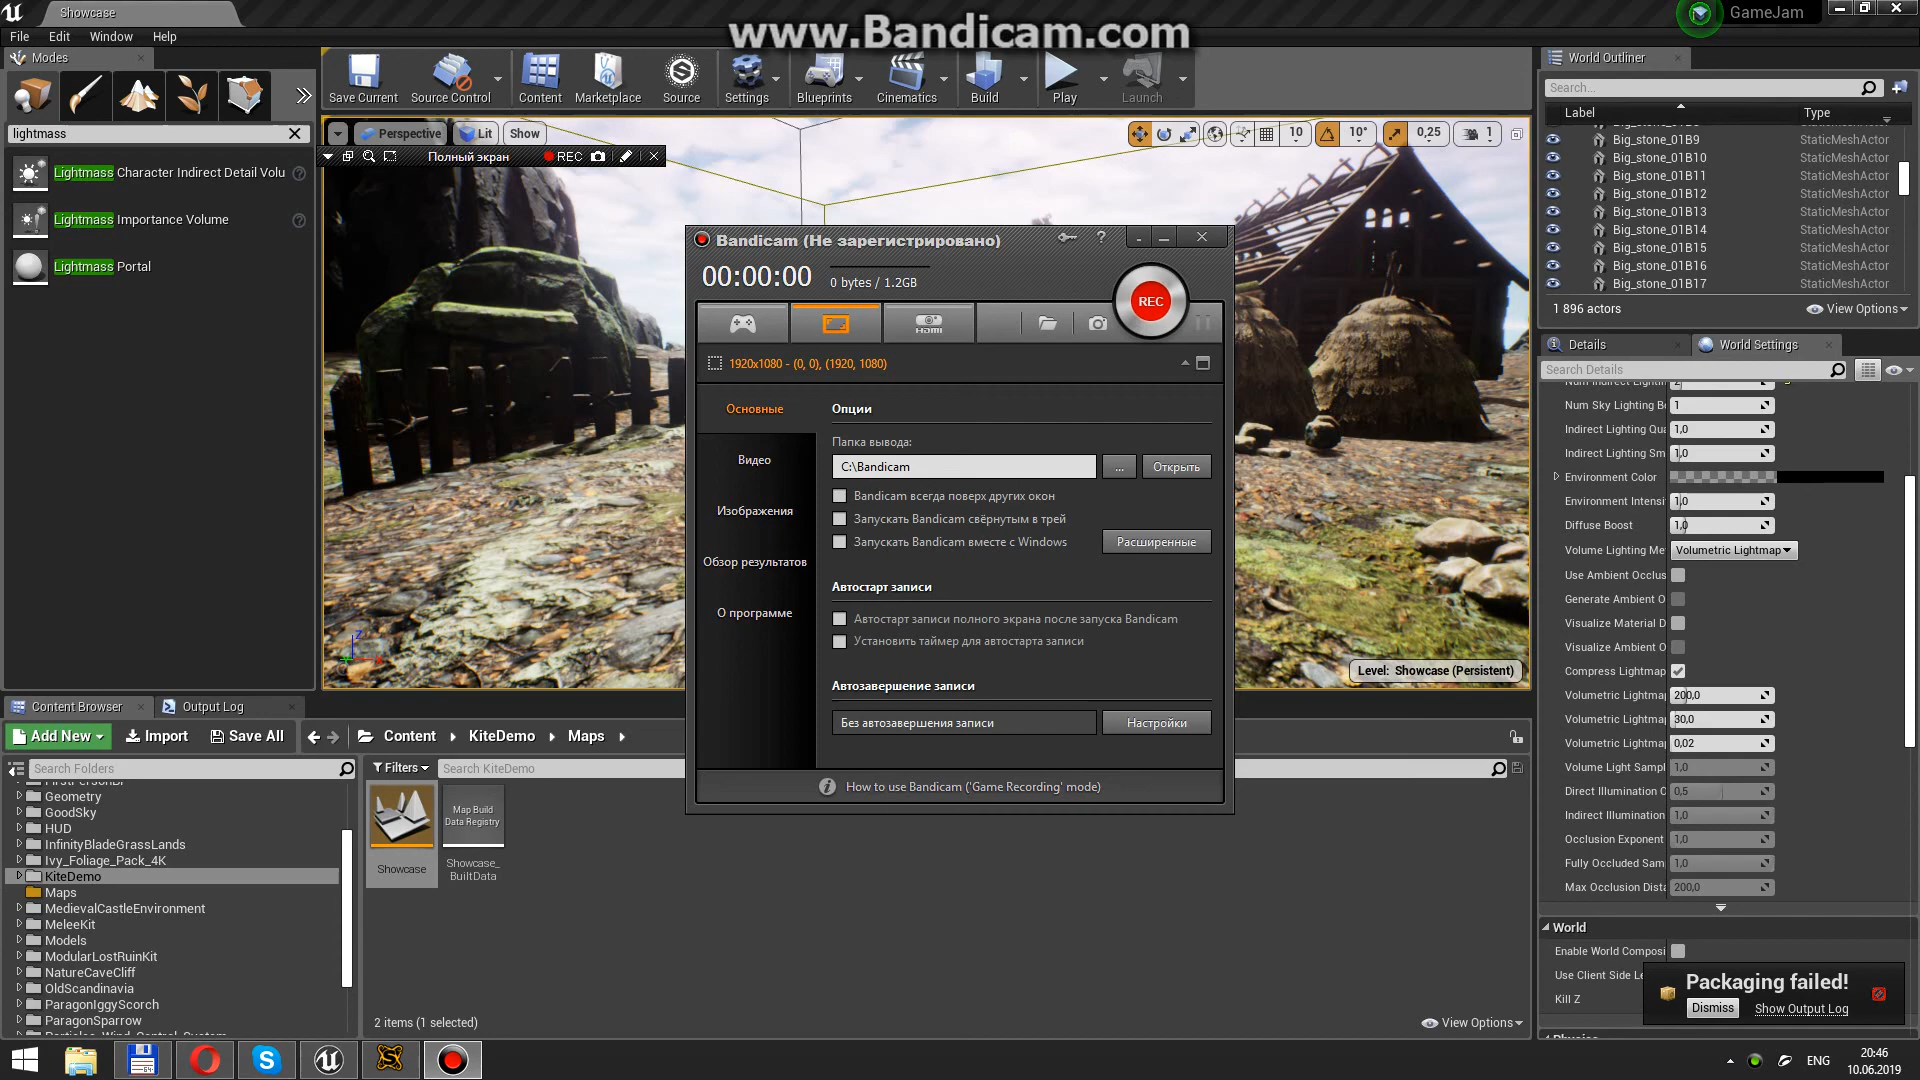 Showcase
www.Bandicam.com
GameJam
File Edit Window Help
Modes
Save Current
Source Control
Content
Marketplace
Source
Settings
Blueprints
Cinematics
Build
Play
Launch
lightmass
Lightmass Character Indirect Detail Volu
Lightmass Importance Volume
Lightmass Portal
Perspective Lit Show
10 10° 0,25 1
Полный экран REC
Level: Showcase (Persistent)
Bandicam (Не зарегистрировано)
00:00:00
0 bytes / 1.2GB
REC
HDMI
1920x1080 - (0, 0), (1920, 1080)
Основные
Видео
Изображения
Обзор результатов
О программе
Опции
Папка вывода:
C:\Bandicam
...
Открыть
Bandicam всегда поверх других окон
Запускать Bandicam свёрнутым в трей
Запускать Bandicam вместе с Windows
Расширенные
Автостарт записи
Автостарт записи полного экрана после запуска Bandicam
Установить таймер для автостарта записи
Автозавершение записи
Без автозавершения записи
Настройки
How to use Bandicam ('Game Recording' mode)
World Outliner
Search...
Label Type
Big_stone_01B9 StaticMeshActor
Big_stone_01B10 StaticMeshActor
Big_stone_01B11 StaticMeshActor
Big_stone_01B12 StaticMeshActor
Big_stone_01B13 StaticMeshActor
Big_stone_01B14 StaticMeshActor
Big_stone_01B15 StaticMeshActor
Big_stone_01B16 StaticMeshActor
Big_stone_01B17 StaticMeshActor
1 896 actors
View Options
Details
World Settings
Search Details
Num Sky Lighting B 1
Indirect Lighting Qua 1,0
Indirect Lighting Sm 1,0
Environment Color
Environment Intensi 1,0
Diffuse Boost 1,0
Volume Lighting Me Volumetric Lightmap
Use Ambient Occlus
Generate Ambient O
Visualize Material D
Visualize Ambient O
Compress Lightmap
Volumetric Lightma 200,0
Volumetric Lightma 30,0
Volumetric Lightma 0,02
Volume Light Sampl 1,0
Direct Illumination O 0,5
Indirect Illumination 1,0
Occlusion Exponent 1,0
Fully Occluded Sam 1,0
Max Occlusion Dista 200,0
World
Enable World Composi
Use Client Side Le
Kill Z
Packaging failed!
Dismiss
Show Output Log
Content Browser
Output Log
Add New
Import
Save All
Content KiteDemo Maps
Search Folders
Filters
Search KiteDemo
Geometry
GoodSky
HUD
InfinityBladeGrassLands
Ivy_Foliage_Pack_4K
KiteDemo
Maps
MedievalCastleEnvironment
MeleeKit
Models
ModularLostRuinKit
NatureCaveCliff
OldScandinavia
ParagonIggyScorch
ParagonSparrow
Map Build
Data Registry
Showcase
Showcase_
BuiltData
2 items (1 selected)
View Options
64
ENG
20:46
10.06.2019